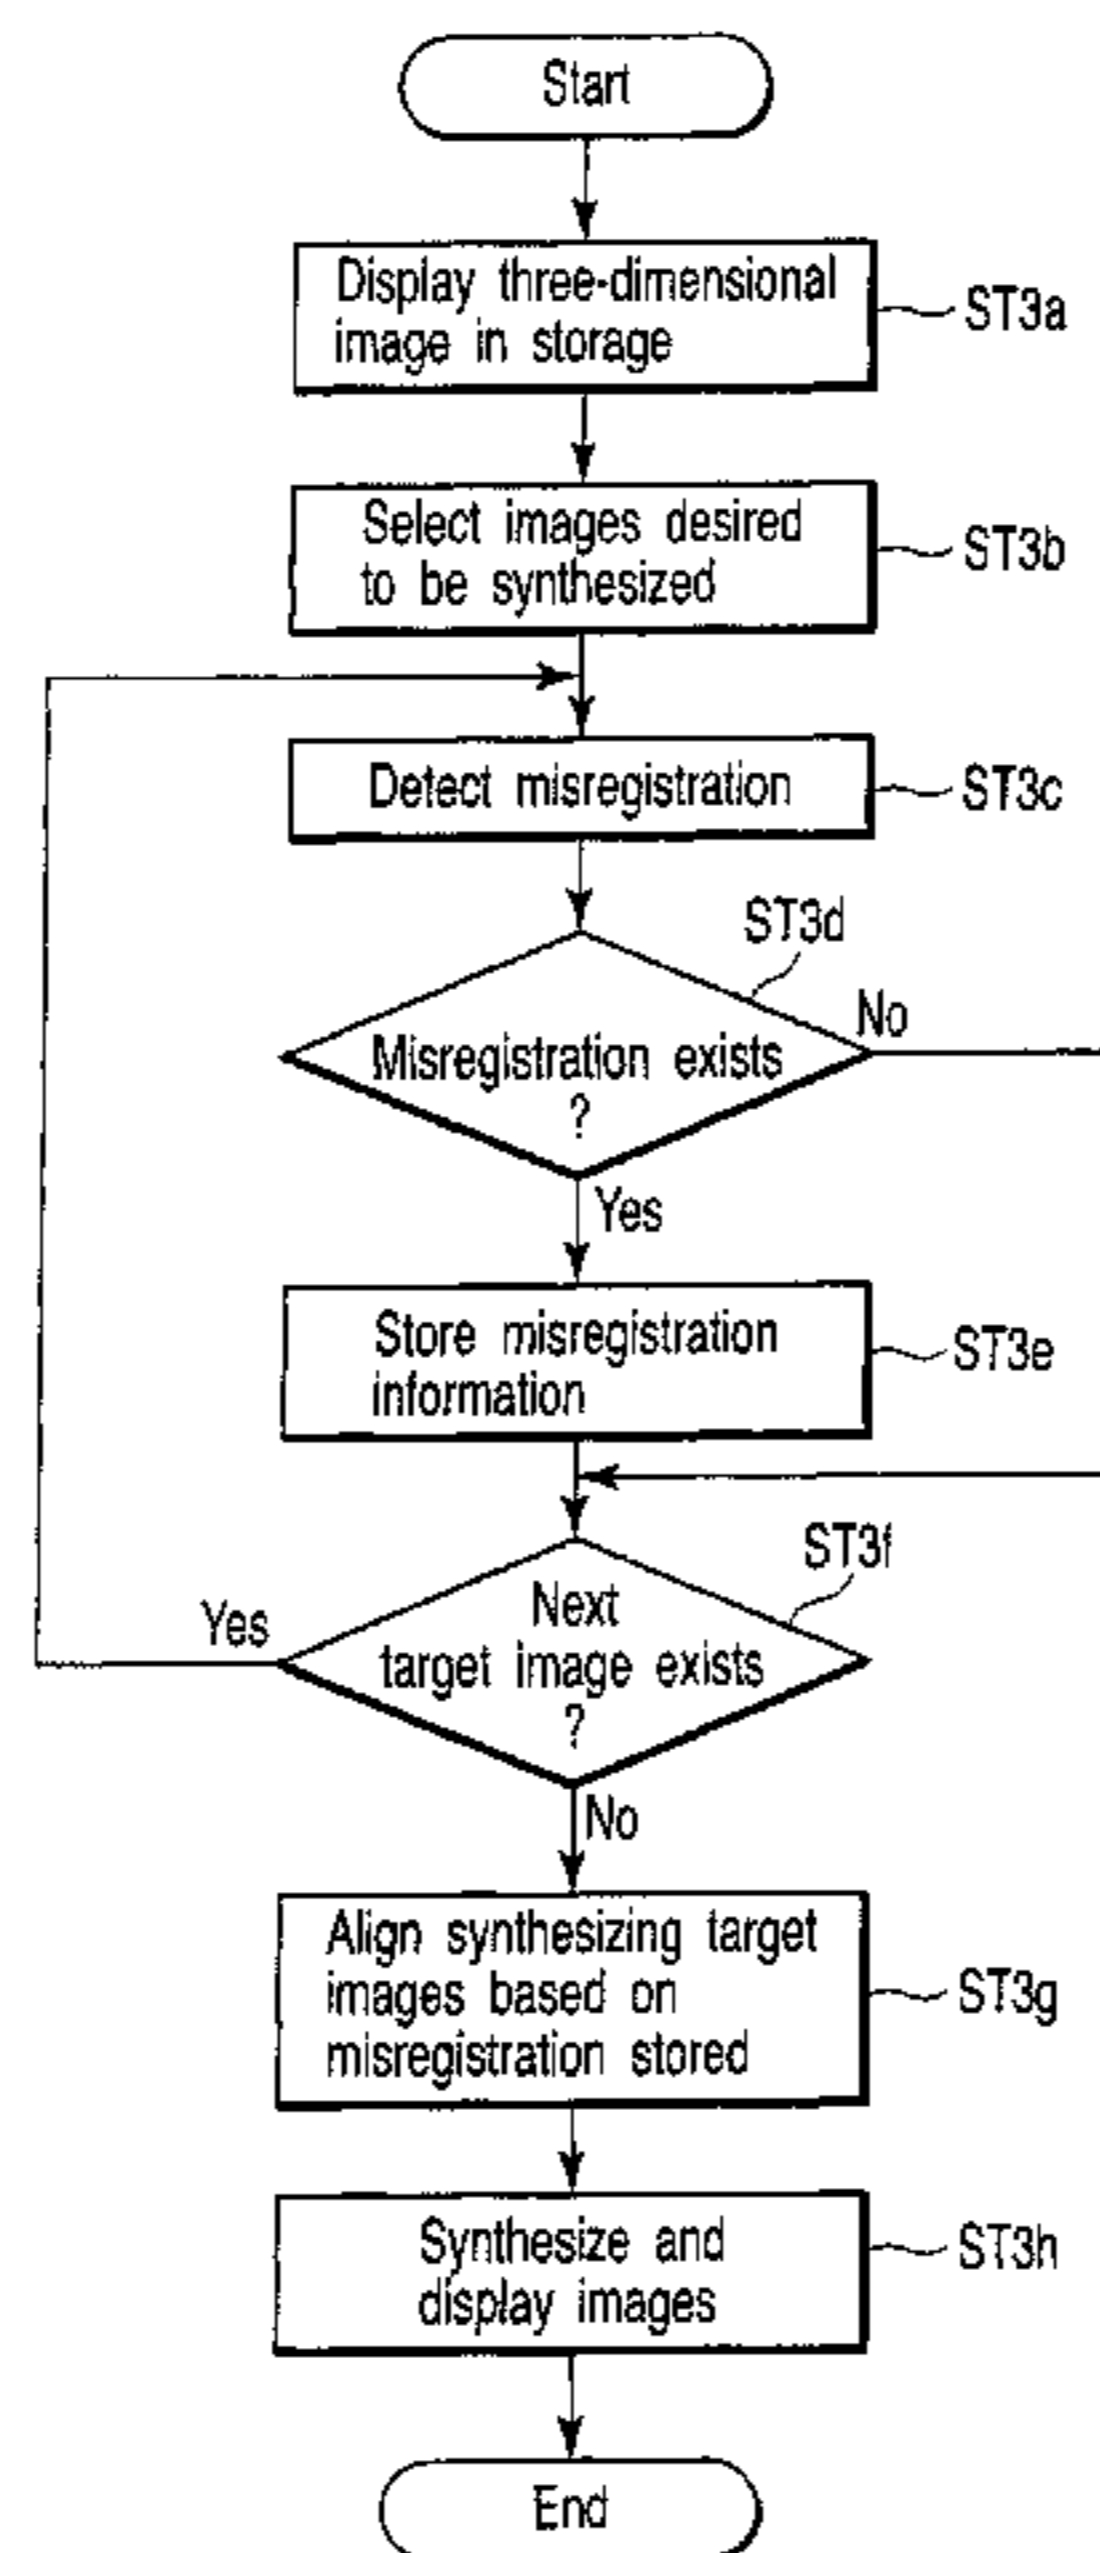 Start
Display three-dimensional
image in storage
ST3a
Select images desired
to be synthesized
ST3b
Detect misregistration
ST3c
ST3d
No
Misregistration exists
?
Yes
Store misregistration
information
ST3e
ST3f
Yes
Next
target image exists
?
No
Align synthesizing target
images based on
misregistration stored
ST3g
Synthesize and
display images
ST3h
End